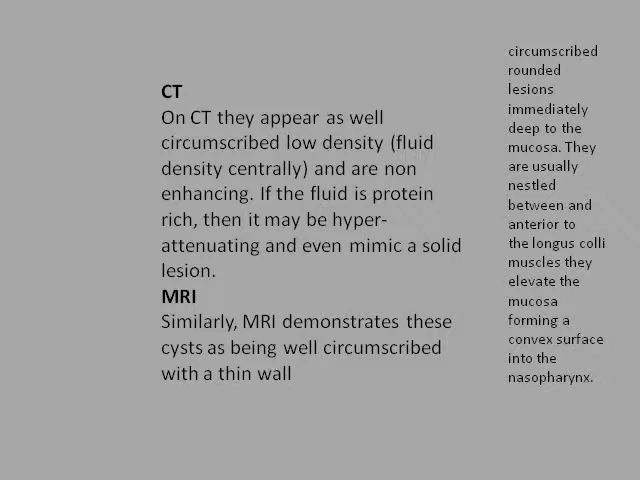 CT
On CT they appear as well
circumscribed low density (fluid
density centrally) and are non
enhancing. If the fluid is protein
rich, then it may be hyper-
attenuating and even mimic a solid
lesion.
MRI
Similarly, MRI demonstrates these
cysts as being well circumscribed
with a thin wall
circumscribed
rounded
lesions
immediately
deep to the
mucosa. They
are usually
nestled
between and
anterior to
the longus colli
muscles they
elevate the
mucosa
forming a
convex surface
into the
nasopharynx.